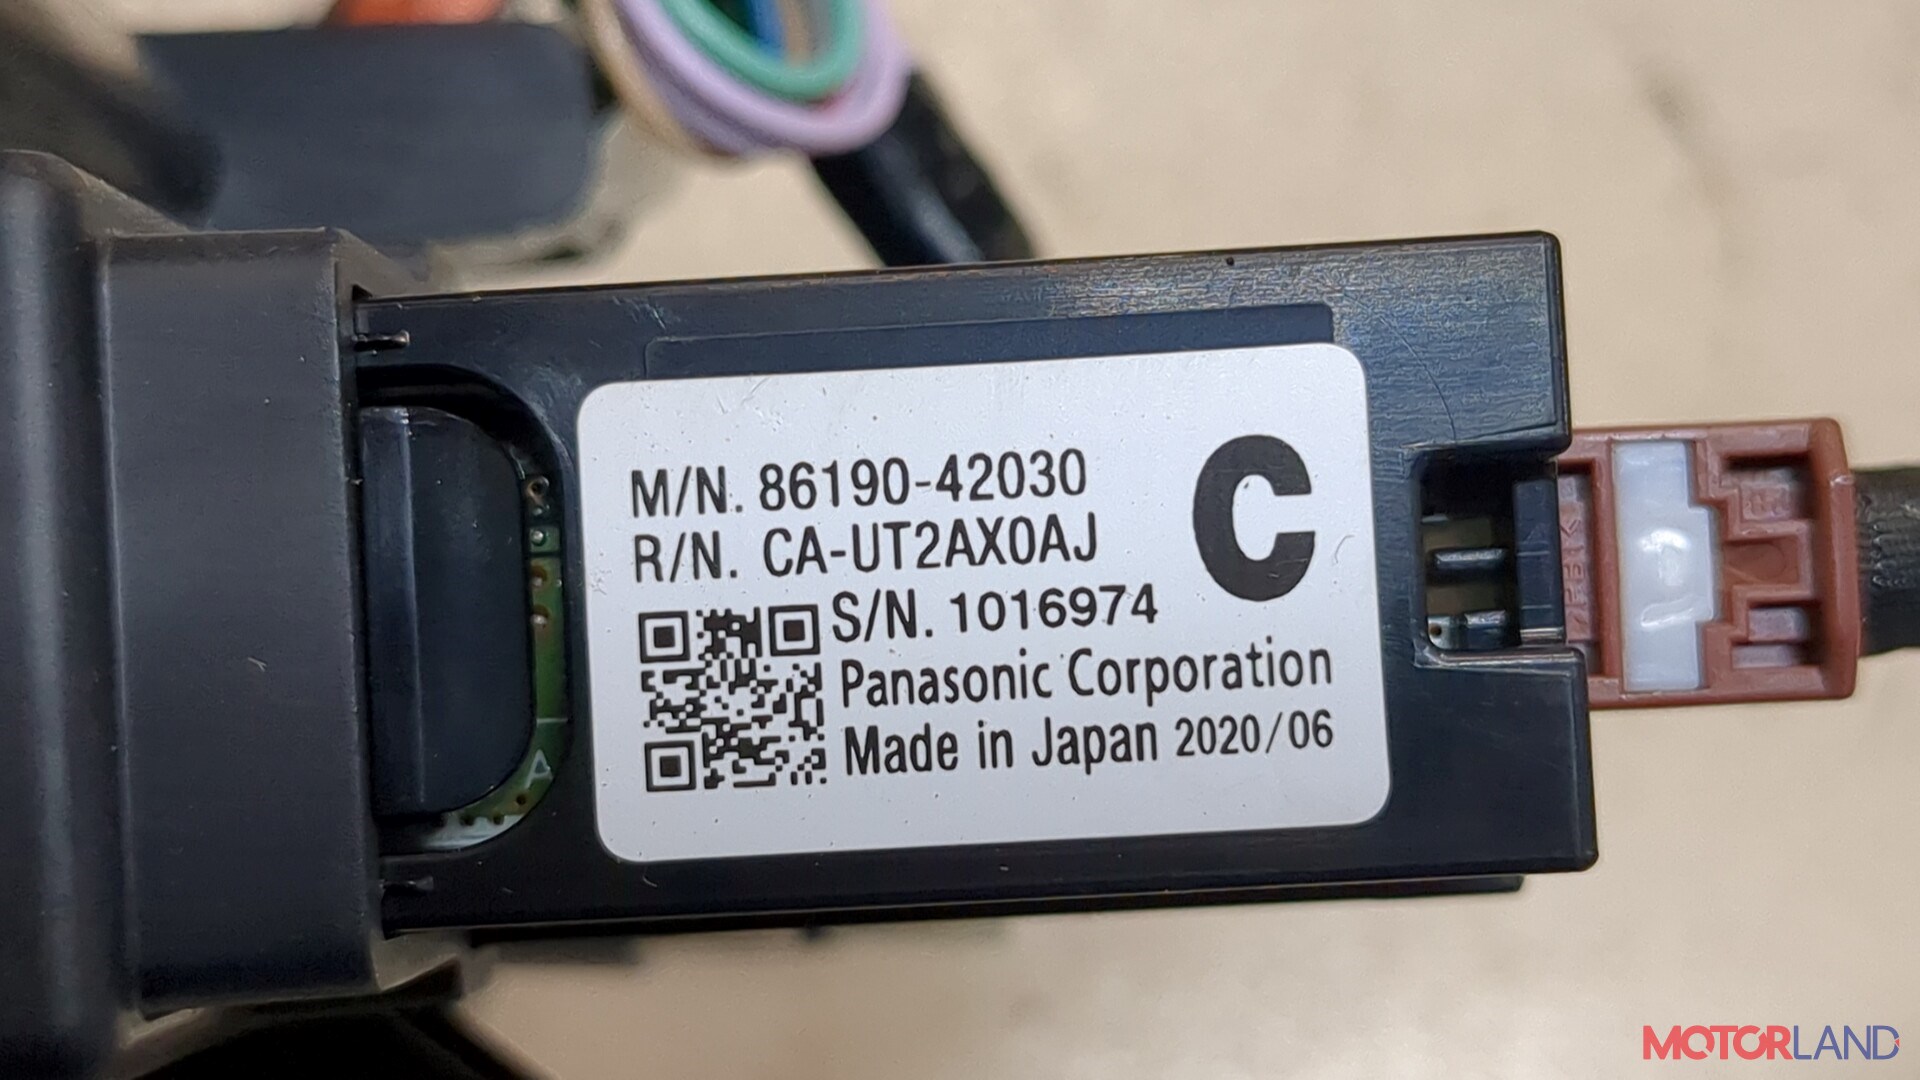 M/N. 86190-42030
R/N. CA-UT2AX0AJ
C
S/N. 1016974
Panasonic Corporation
Made in Japan 2020/06
A
MOTORLAND